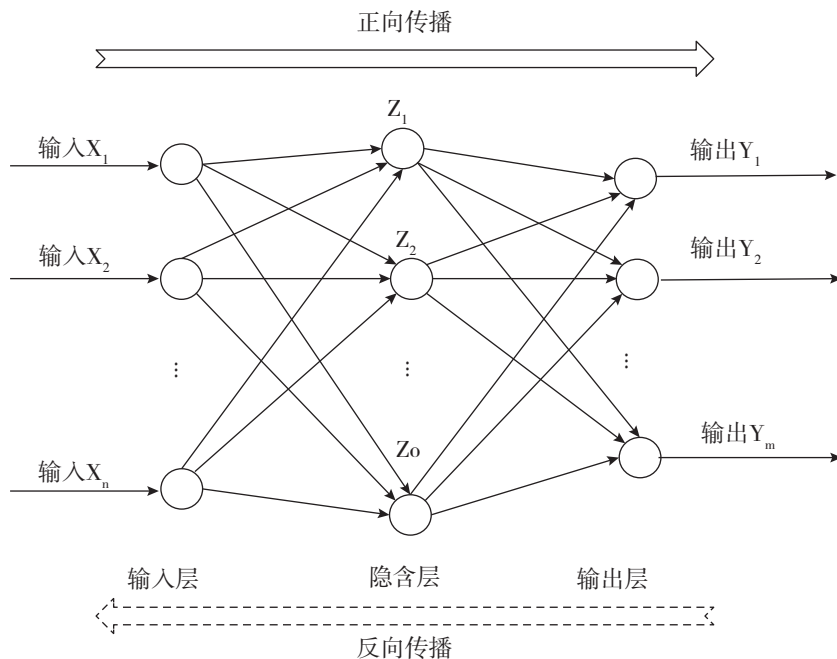 正向传播
Z₁
输入X₁
输出Y₁
Z₂
输入X₂
输出Y₂
⋮
⋮
⋮
Zo
输出Yₘ
输入Xₙ
输入层
隐含层
输出层
反向传播